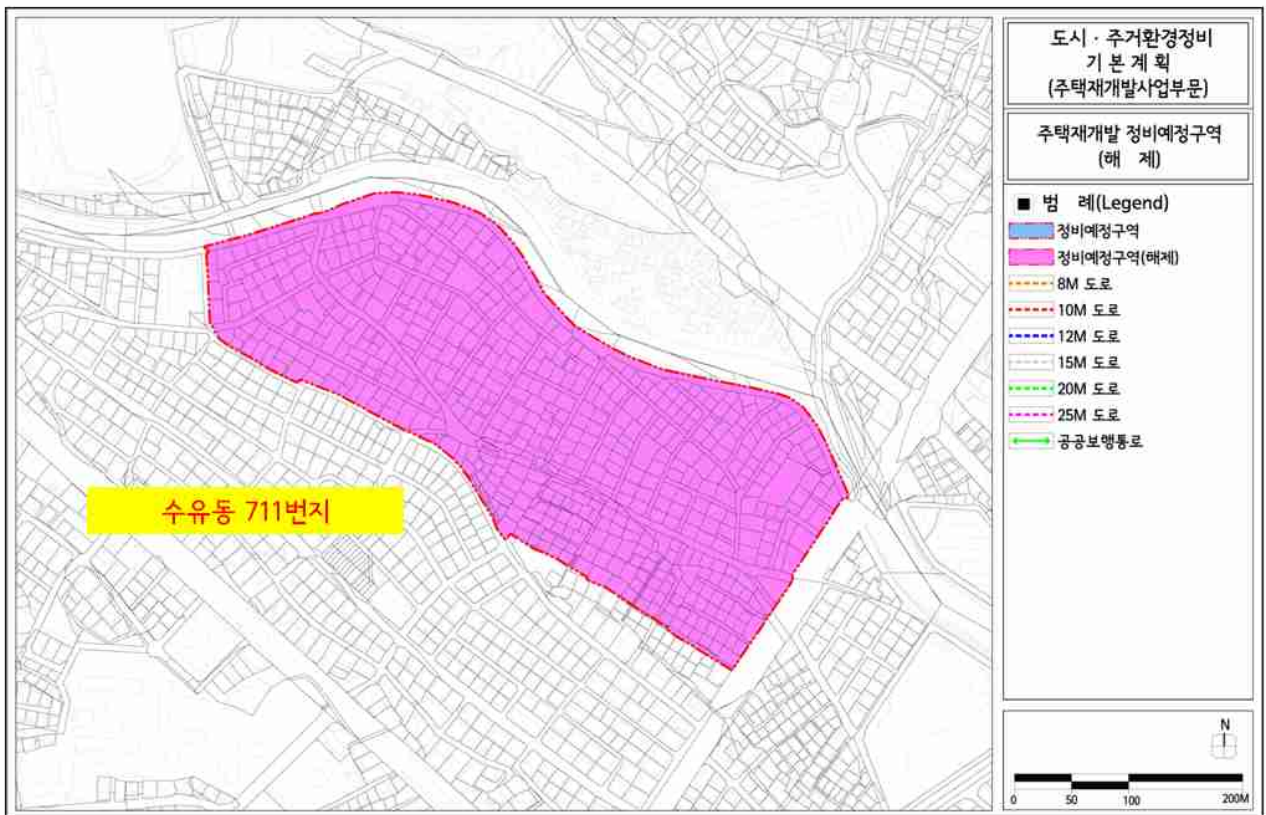 도시 · 주거환경정비
기 본 계 획
(주택재개발사업부문)
주택재개발 정비예정구역
(해 제)
■ 범 례(Legend)
정비예정구역
정비예정구역(해제)
8M 도로
10M 도로
12M 도로
15M 도로
20M 도로
25M 도로
공공보행통로
수유동 711번지
N
0 50 100 200M